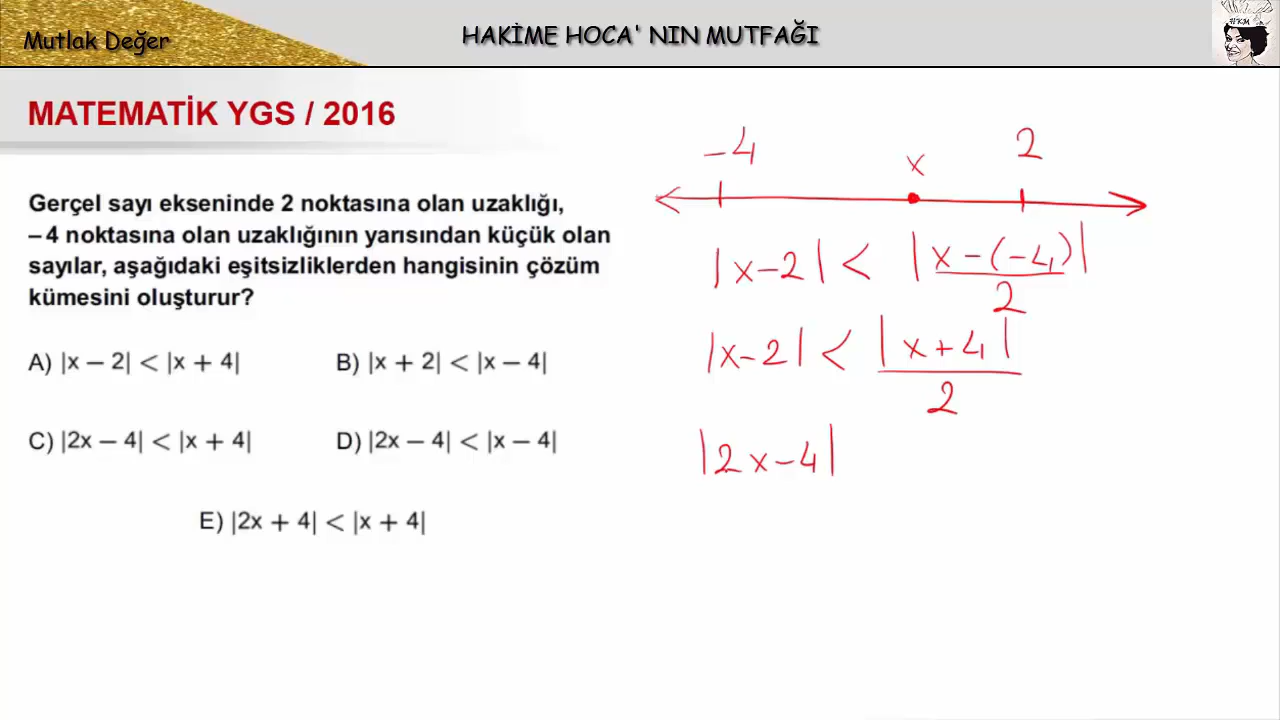 Mutlak Değer
HAKİME HOCA' NIN MUTFAĞI
#KM
MATEMATİK YGS / 2016
Gerçel sayı ekseninde 2 noktasına olan uzaklığı,
– 4 noktasına olan uzaklığının yarısından küçük olan
sayılar, aşağıdaki eşitsizliklerden hangisinin çözüm
kümesini oluşturur?
A) |x – 2| < |x + 4|
B) |x + 2| < |x – 4|
C) |2x – 4| < |x + 4|
D) |2x – 4| < |x – 4|
E) |2x + 4| < |x + 4|
–4 x 2
|x–2| < |x–(–4)|
2
|x–2| < |x+4|
2
|2x–4|